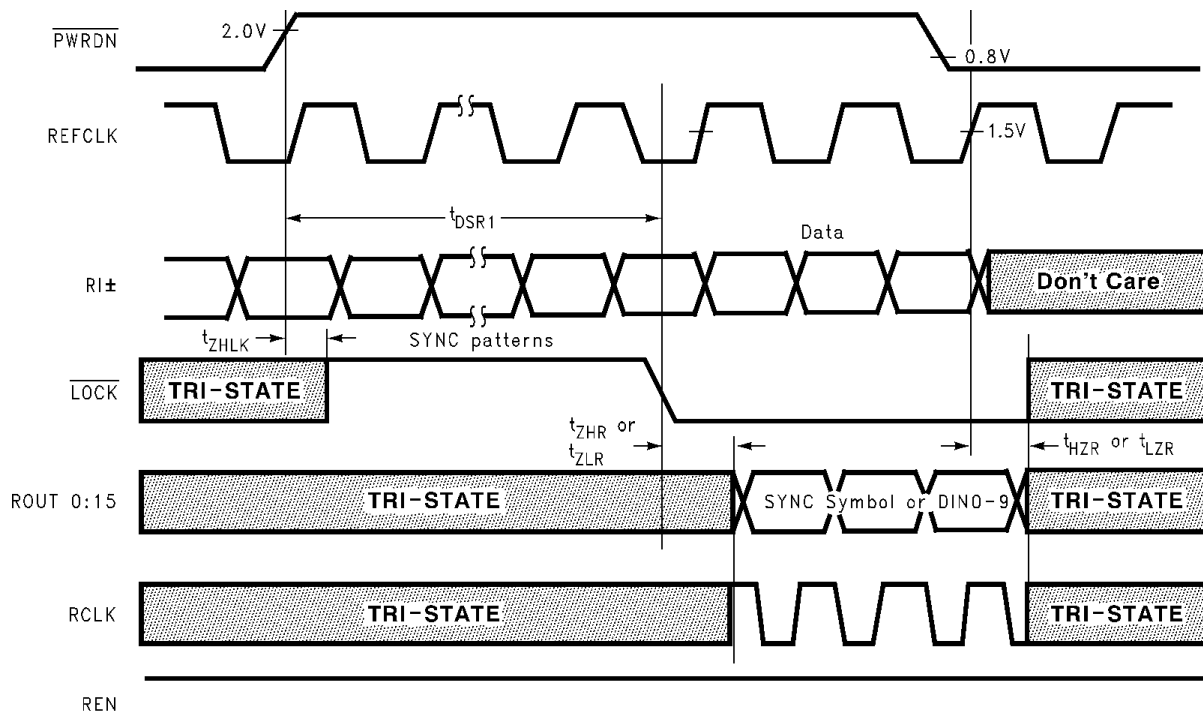 PWRDN
2.0V
0.8V
REFCLK
1.5V
tDSR1
Data
RI±
Don't Care
tZHLK
SYNC patterns
LOCK
TRI-STATE
TRI-STATE
tZHR or
tZLR
tHZR or tLZR
ROUT 0:15
TRI-STATE
SYNC Symbol or DIN0-9
TRI-STATE
RCLK
TRI-STATE
TRI-STATE
REN